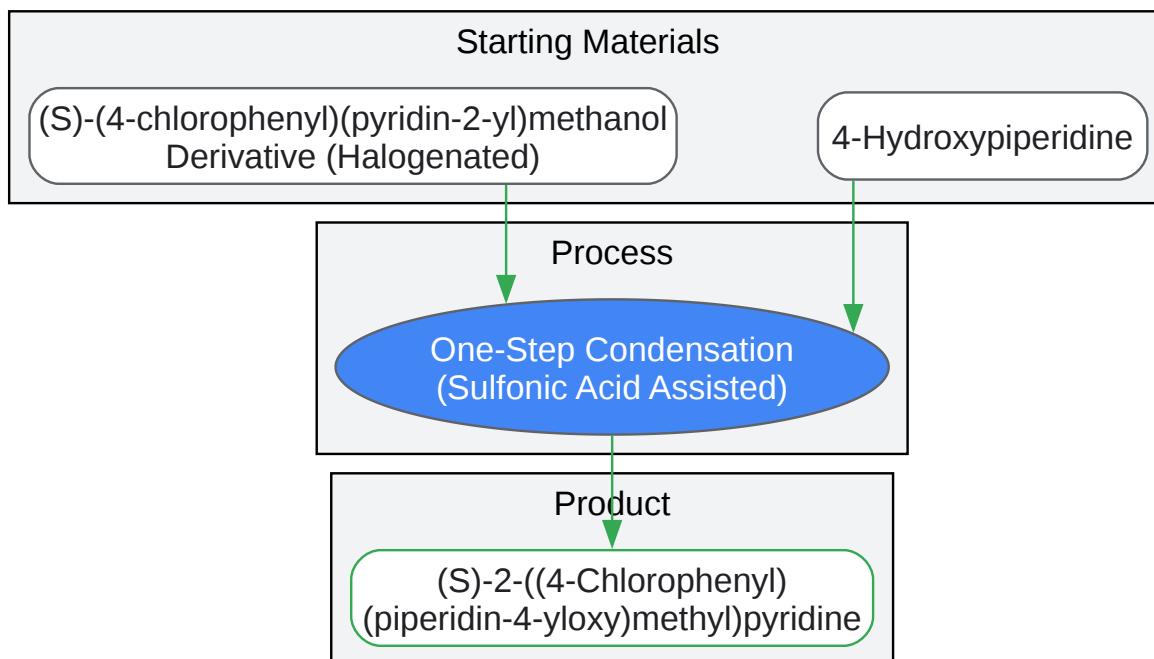 Starting Materials
(S)-(4-chlorophenyl)(pyridin-2-yl)methanol
Derivative (Halogenated)
4-Hydroxypiperidine
Process
One-Step Condensation
(Sulfonic Acid Assisted)
Product
(S)-2-((4-Chlorophenyl)
(piperidin-4-yloxy)methyl)pyridine